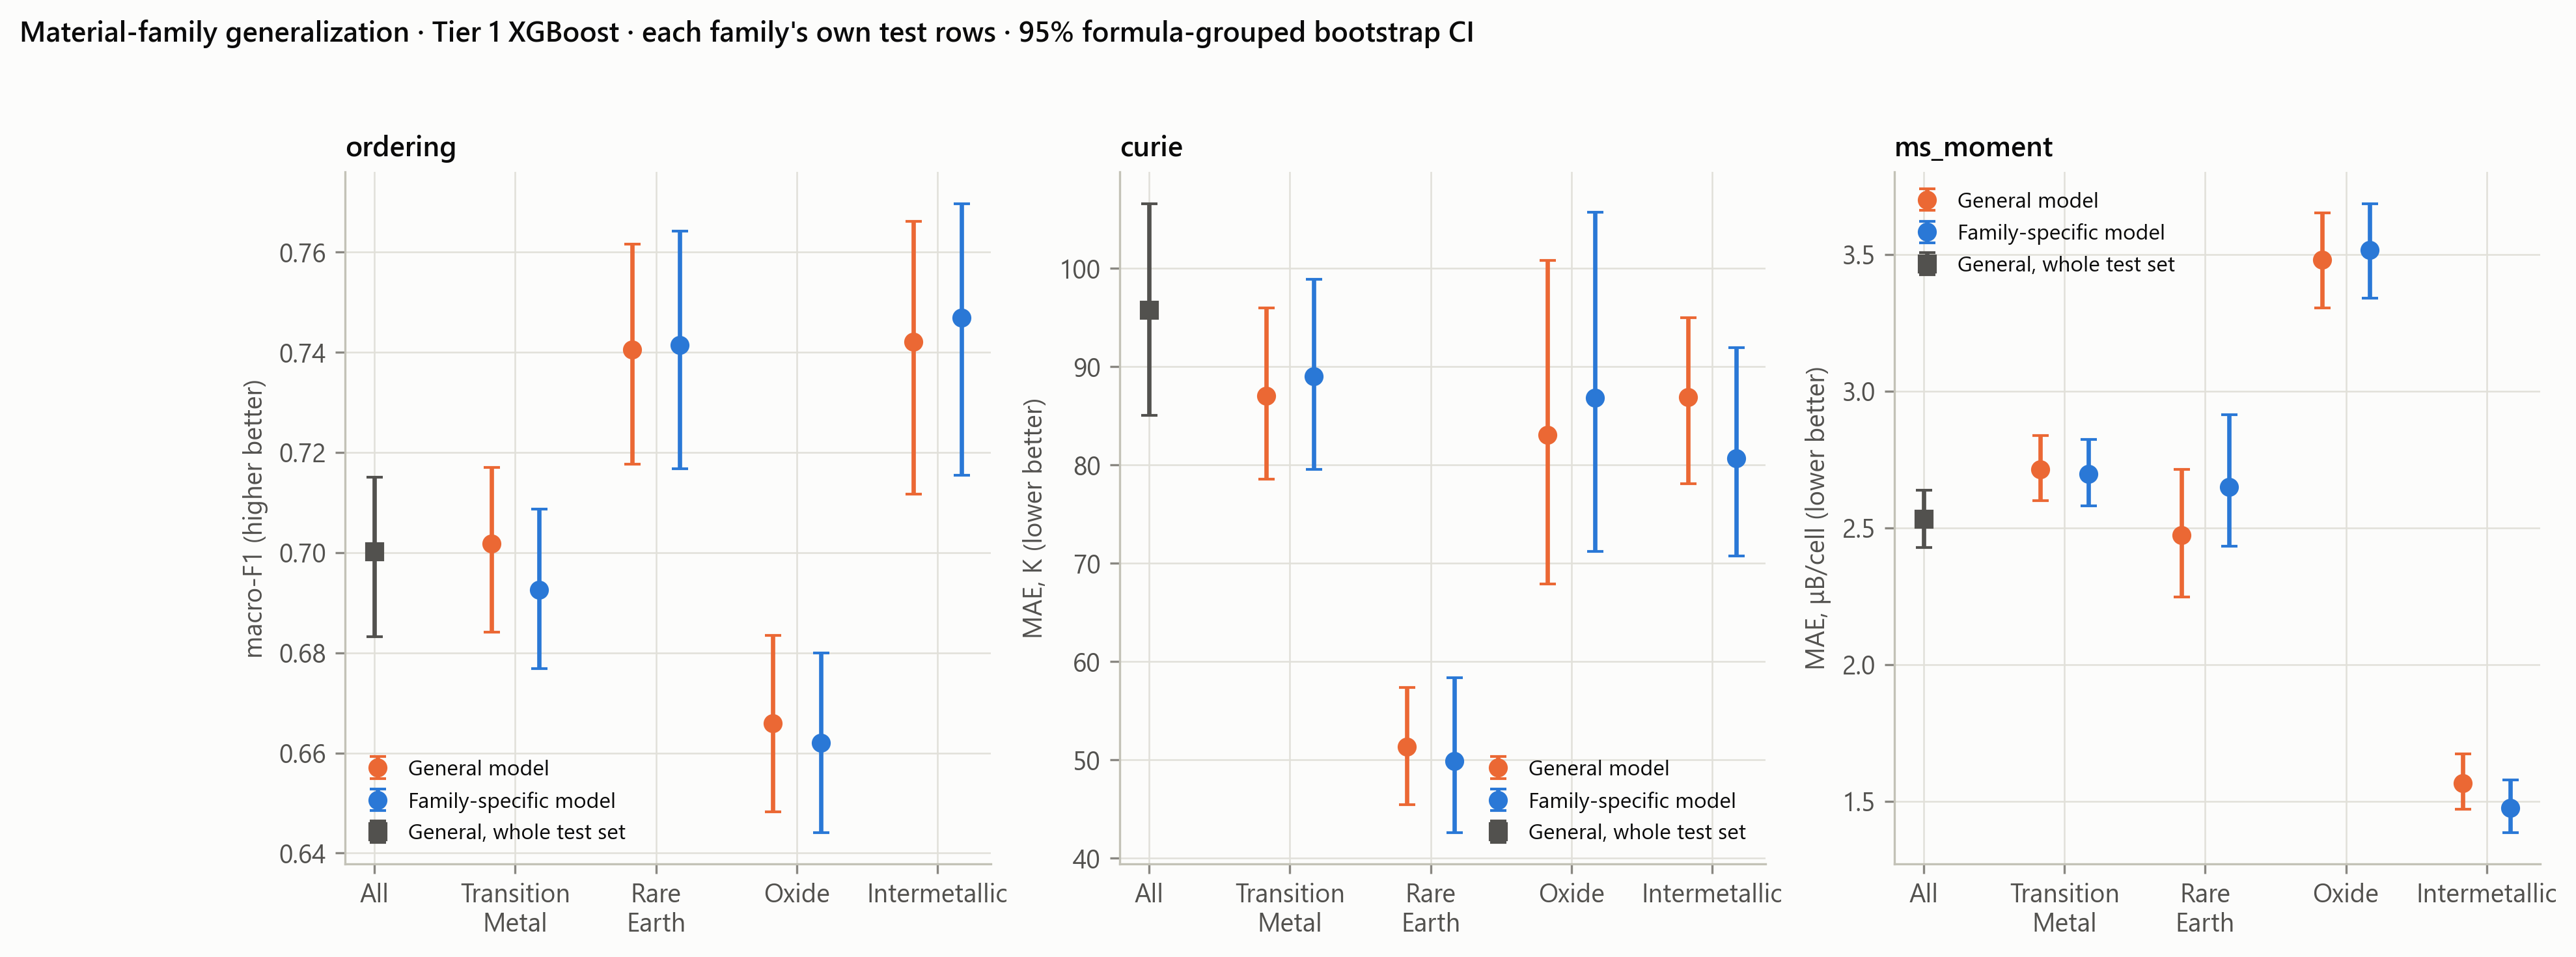 Material-family generalization · Tier 1 XGBoost · each family's own test rows · 95% formula-grouped bootstrap CI
ordering
macro-F1 (higher better)
0.76
0.74
0.72
0.70
0.68
0.66
0.64
General model
Family-specific model
General, whole test set
All
Transition
Metal
Rare
Earth
Oxide
Intermetallic
curie
MAE, K (lower better)
100
90
80
70
60
50
40
General model
Family-specific model
General, whole test set
All
Transition
Metal
Rare
Earth
Oxide
Intermetallic
ms_moment
MAE, μB/cell (lower better)
3.5
3.0
2.5
2.0
1.5
General model
Family-specific model
General, whole test set
All
Transition
Metal
Rare
Earth
Oxide
Intermetallic